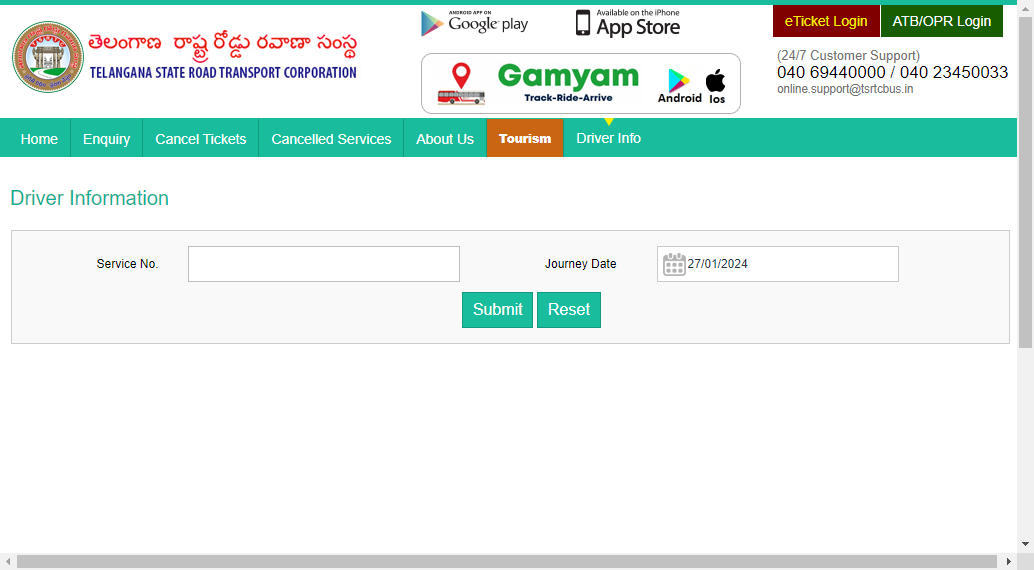 తెలంగాణ రాష్ట్ర రోడ్డు రవాణా సంస్థ
TELANGANA STATE ROAD TRANSPORT CORPORATION
ANDROID APP ON
Google play
Available on the iPhone
App Store
Gamyam
Track-Ride-Arrive
Android Ios
eTicket Login ATB/OPR Login
(24/7 Customer Support)
040 69440000 / 040 23450033
online.support@tsrtcbus.in
Home Enquiry Cancel Tickets Cancelled Services About Us Tourism Driver Info
Driver Information
Service No. Journey Date 27/01/2024
Submit Reset